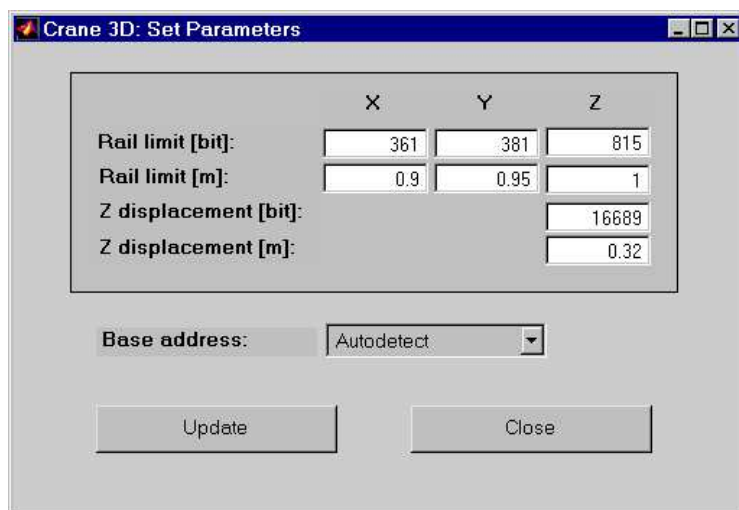 Crane 3D: Set Parameters
X Y Z
Rail limit [bit]: 361 381 815
Rail limit [m]: 0.9 0.95 1
Z displacement [bit]: 16689
Z displacement [m]: 0.32
Base address: Autodetect
Update Close